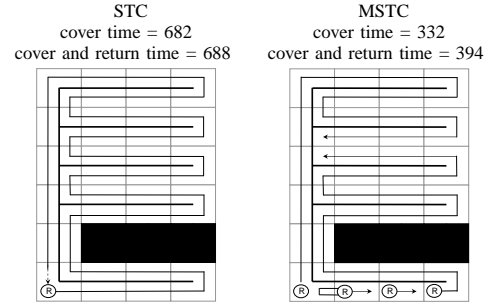 STC
cover time = 682
cover and return time = 688
R
MSTC
cover time = 332
cover and return time = 394
R R R R